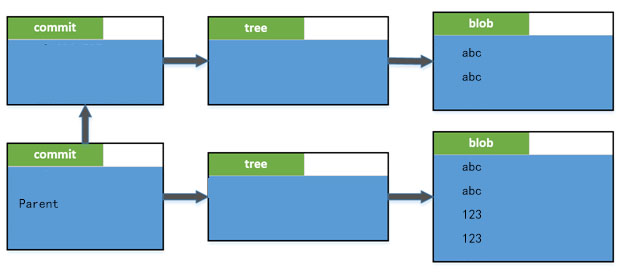 commit
tree
blob
abc
abc
commit
Parent
tree
blob
abc
abc
123
123